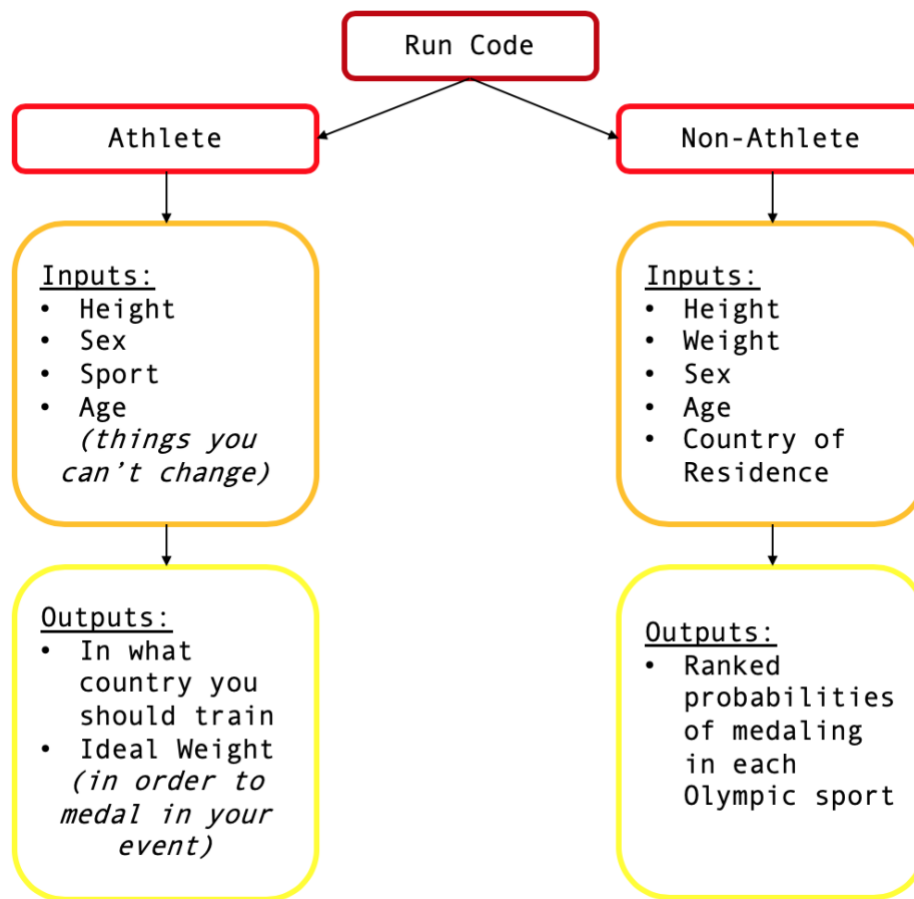 Run Code
Athlete
Non-Athlete
Inputs:
• Height
• Sex
• Sport
• Age
(things you
can't change)
Inputs:
• Height
• Weight
• Sex
• Age
• Country of
Residence
Outputs:
• In what
country you
should train
• Ideal Weight
(in order to
medal in your
event)
Outputs:
• Ranked
probabilities
of medaling
in each
Olympic sport